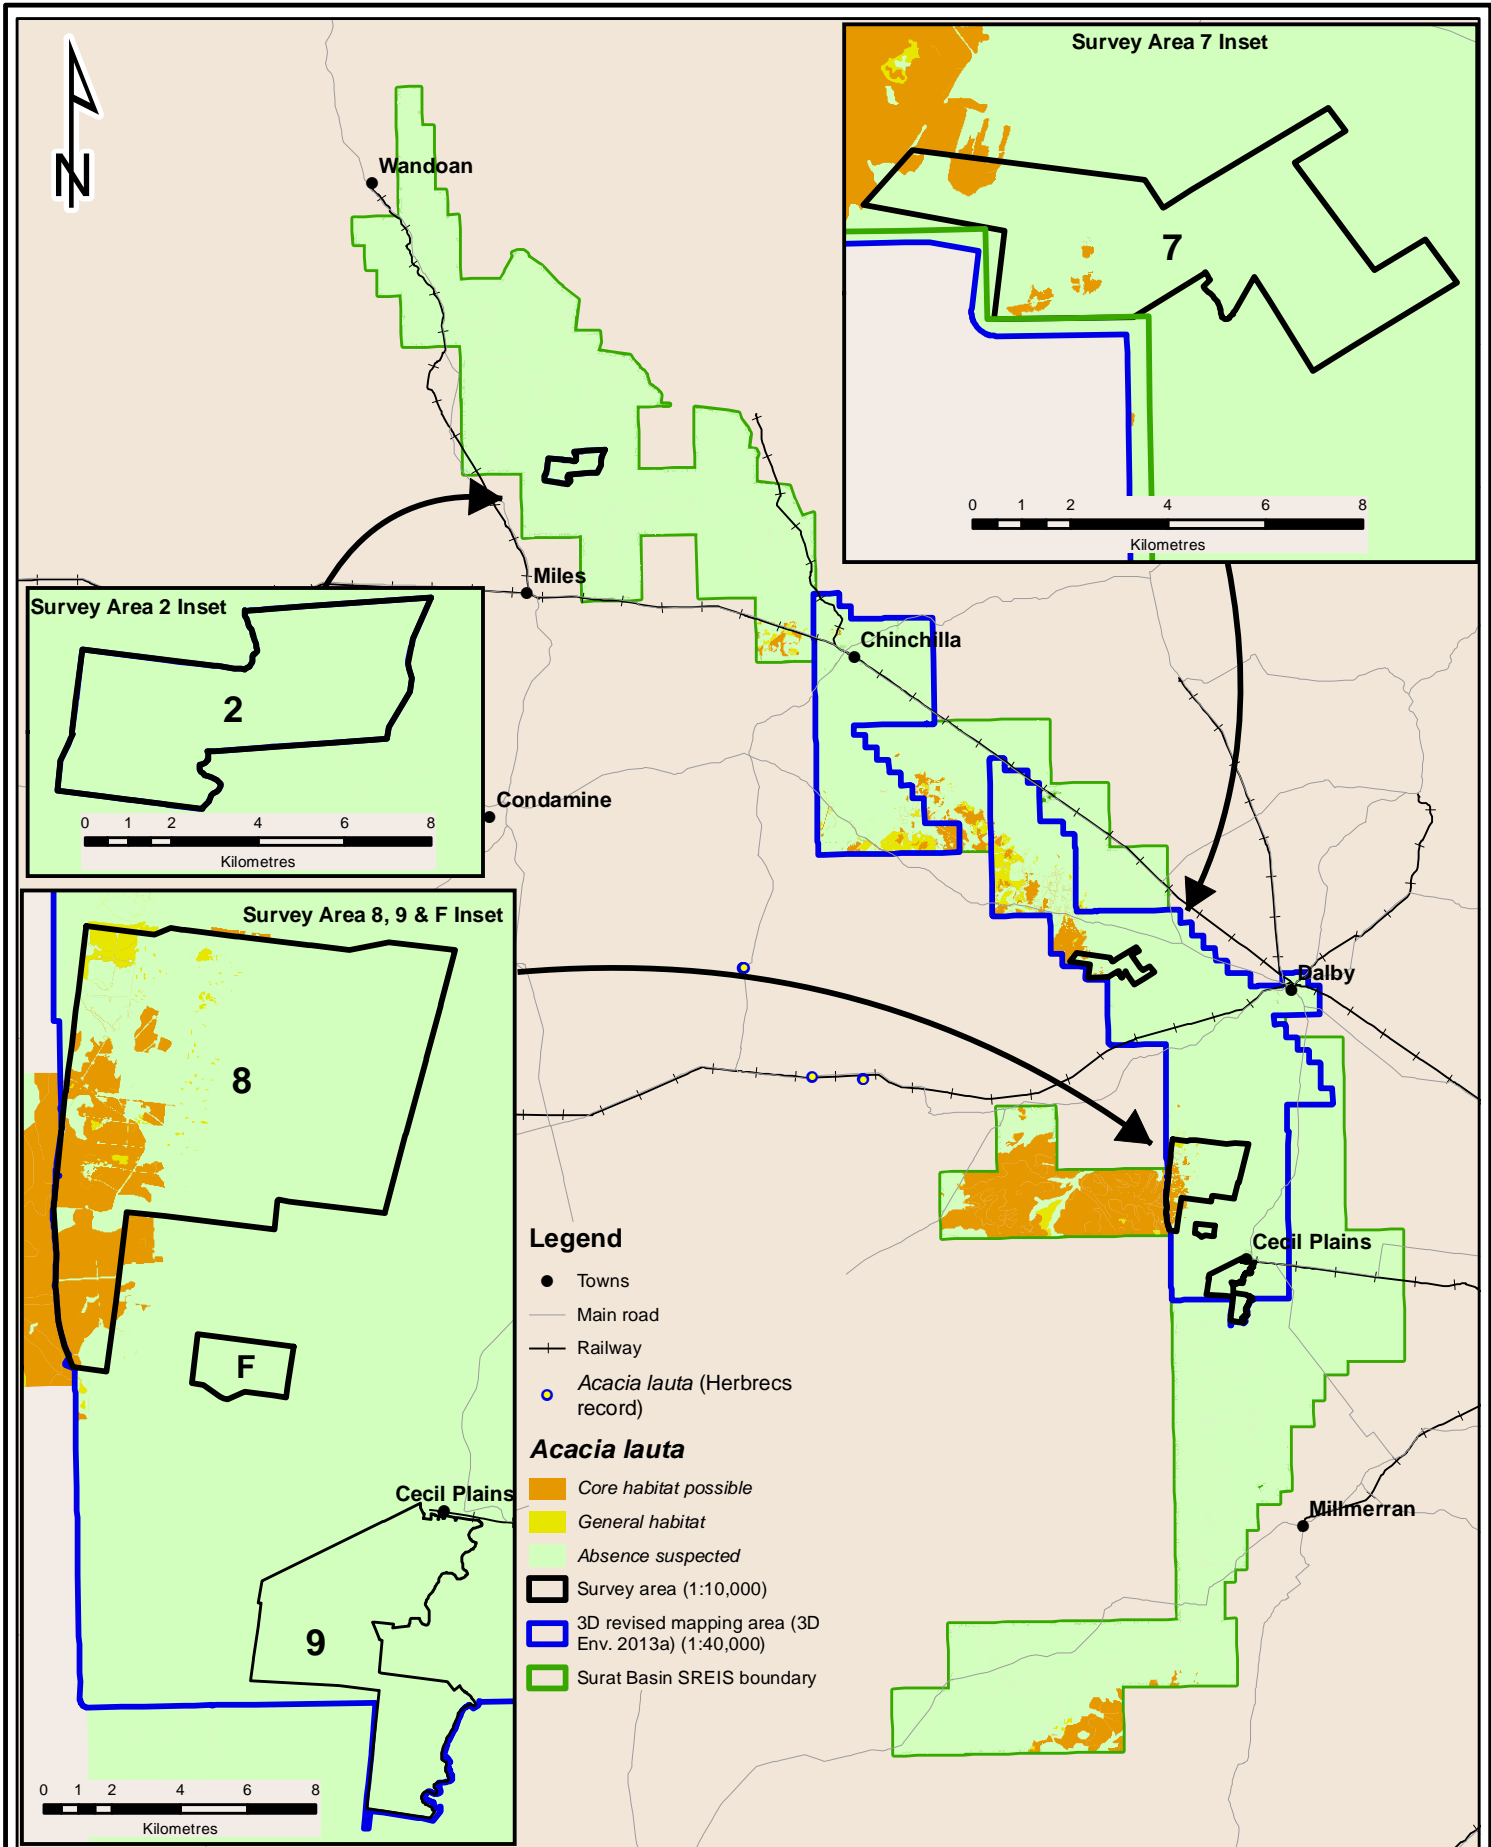 Survey Area 7 Inset
7
0 1 2 4 6 8
Kilometres
N
Wandoan
Miles
Chinchilla
Survey Area 2 Inset
2
0 1 2 4 6 8
Kilometres
Condamine
Dalby
Survey Area 8, 9 & F Inset
8
F
Cecil Plains
9
0 1 2 4 6 8
Kilometres
Cecil Plains
Millmerran
Legend
Towns
Main road
Railway
Acacia lauta (Herbrecs
record)
Acacia lauta
Core habitat possible
General habitat
Absence suspected
Survey area (1:10,000)
3D revised mapping area (3D
Env. 2013a) (1:40,000)
Surat Basin SREIS boundary